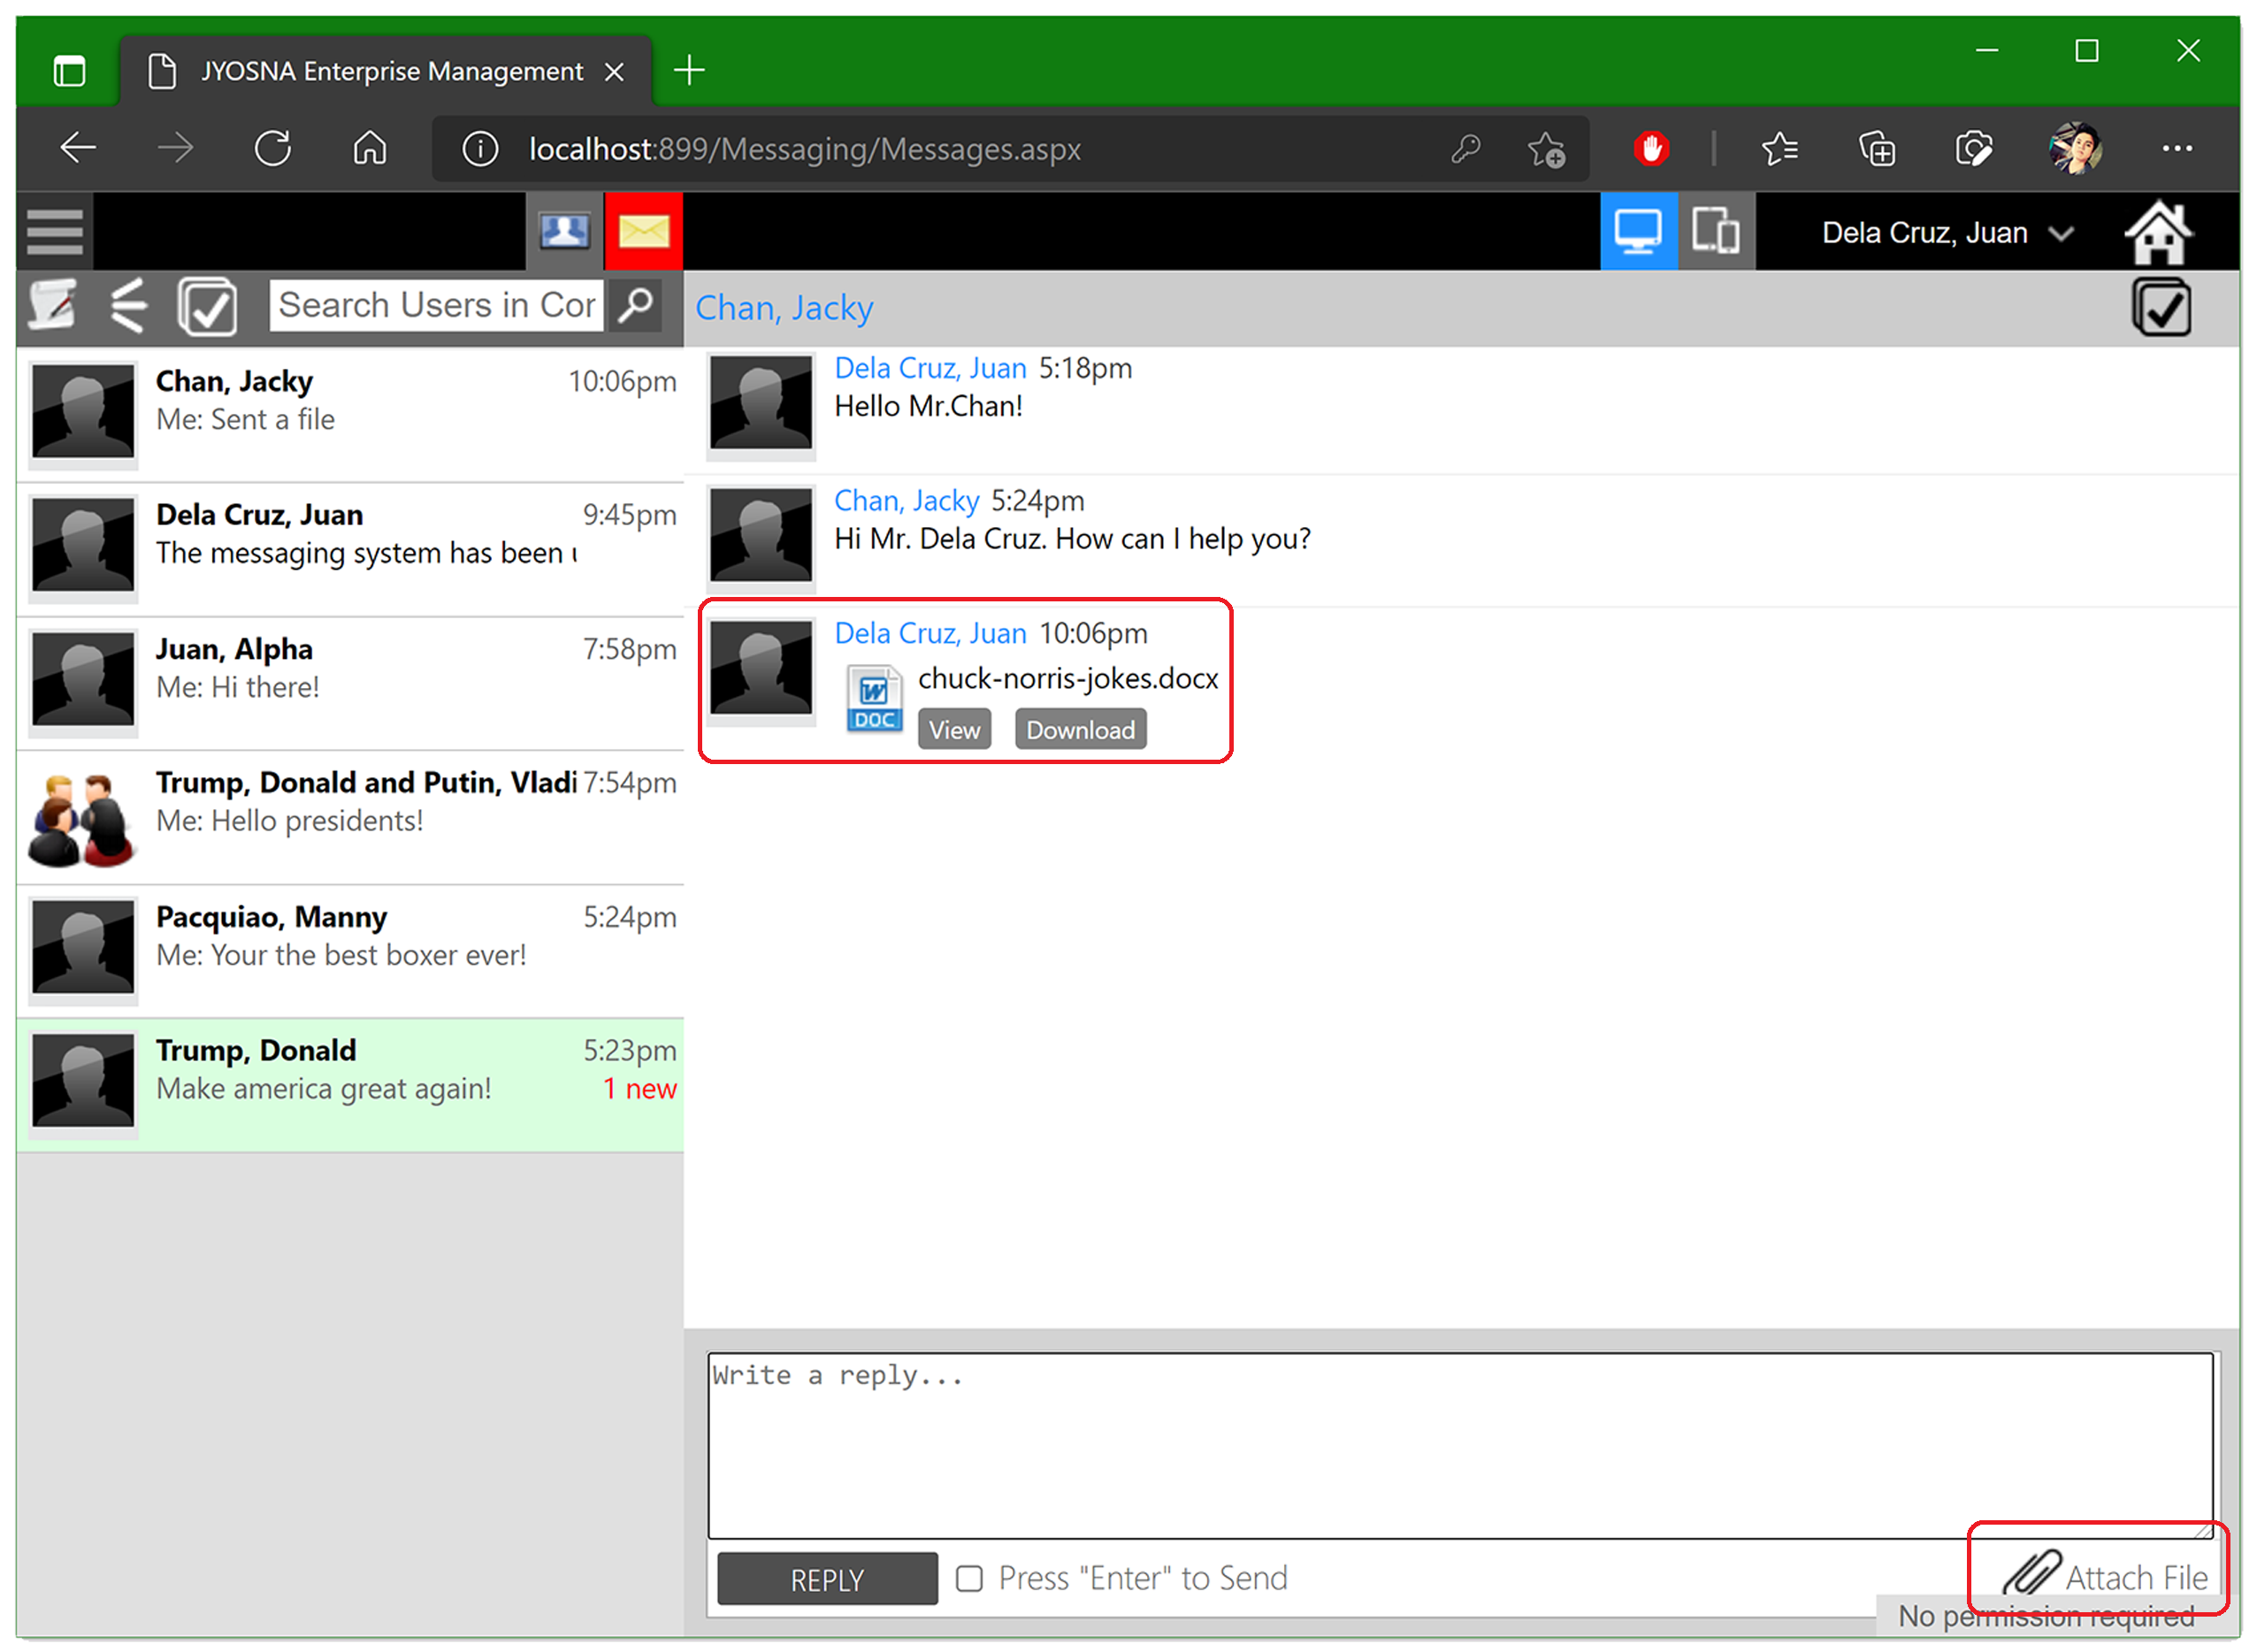 JYOSNA Enterprise Management
localhost:899/Messaging/Messages.aspx
Dela Cruz, Juan
Search Users in Cor
Chan, Jacky
Chan, Jacky 10:06pm
Me: Sent a file
Dela Cruz, Juan 9:45pm
The messaging system has been
Juan, Alpha 7:58pm
Me: Hi there!
Trump, Donald and Putin, Vladi 7:54pm
Me: Hello presidents!
Pacquiao, Manny 5:24pm
Me: Your the best boxer ever!
Trump, Donald 5:23pm
Make america great again! 1 new
Dela Cruz, Juan 5:18pm
Hello Mr.Chan!
Chan, Jacky 5:24pm
Hi Mr. Dela Cruz. How can I help you?
Dela Cruz, Juan 10:06pm
chuck-norris-jokes.docx
W
DOC
View Download
Write a reply...
REPLY Press "Enter" to Send Attach File
No permission required